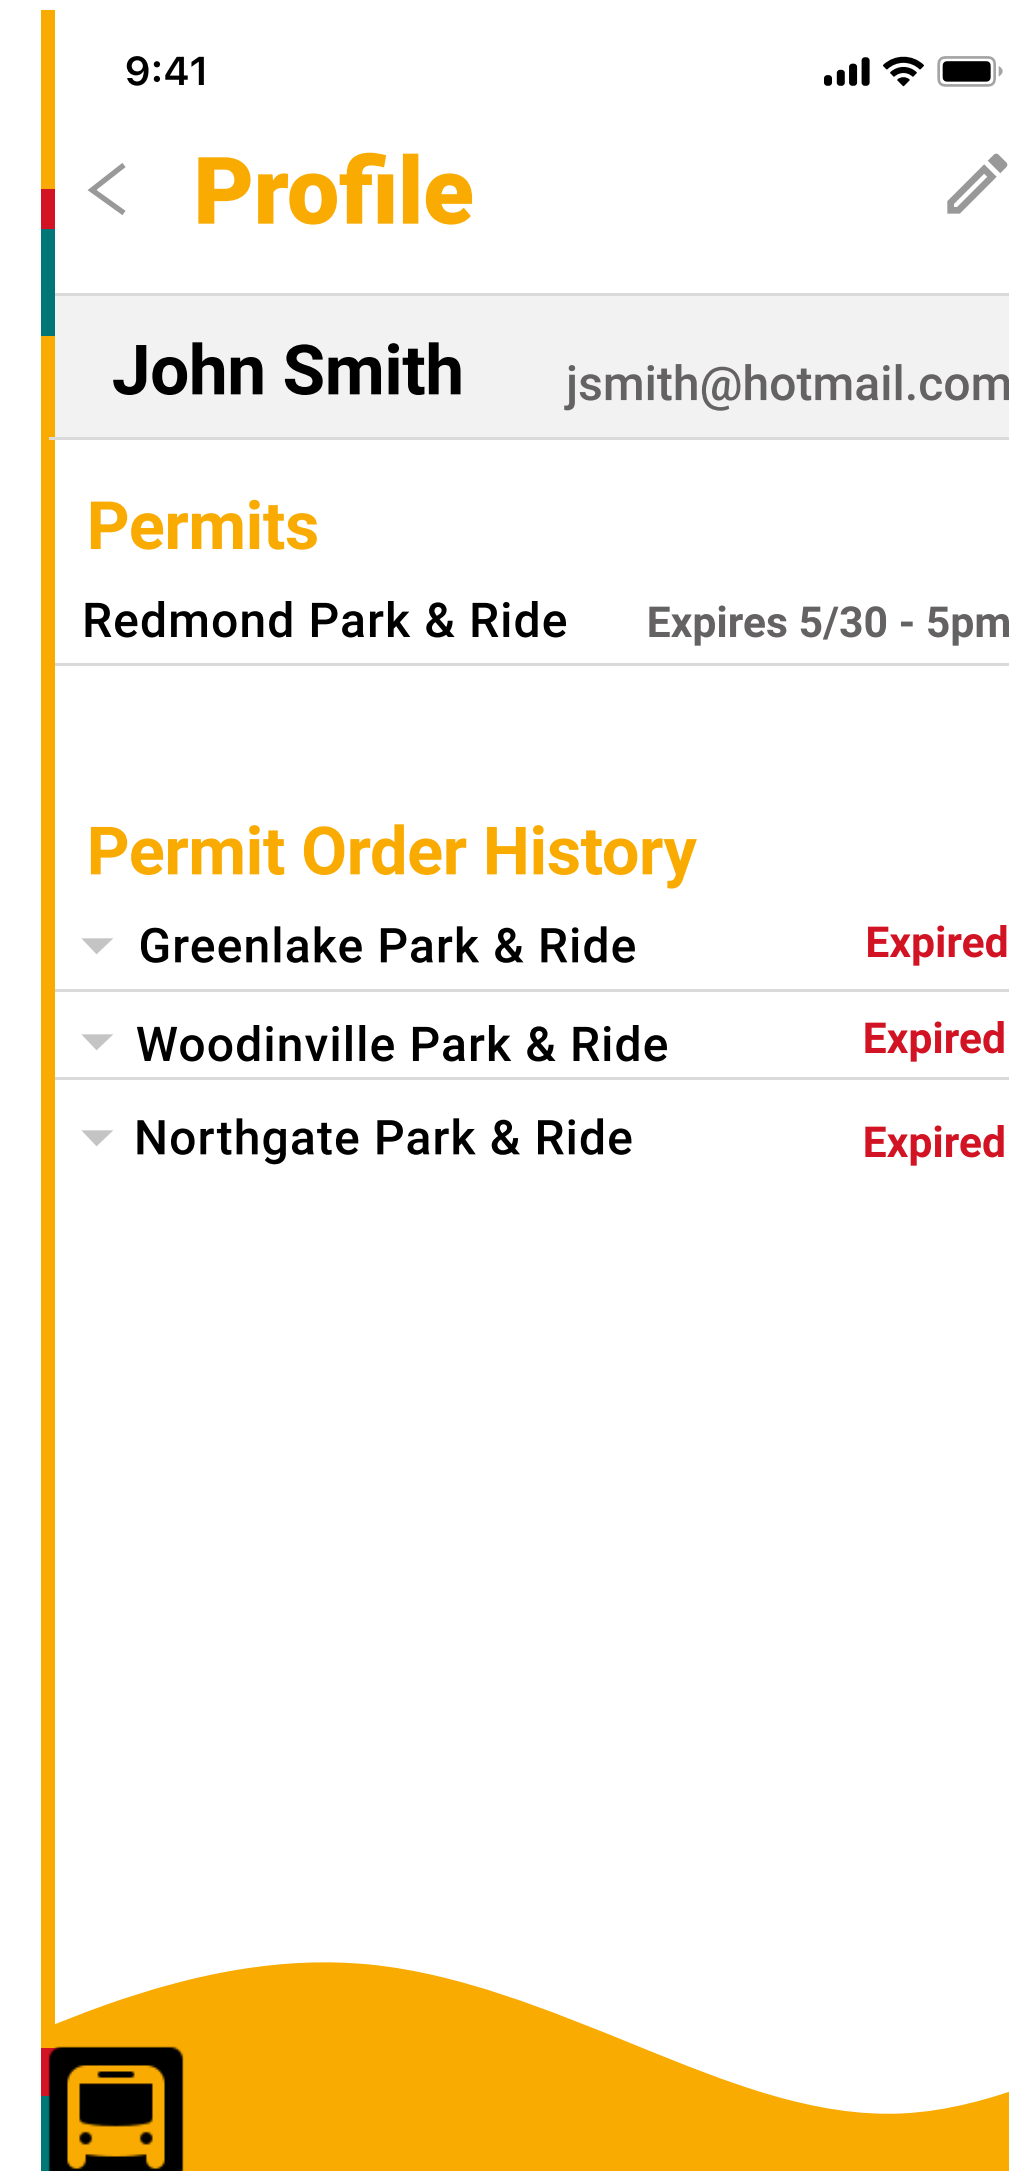 9:41
Profile
John Smith jsmith@hotmail.com
Permits
Redmond Park & Ride Expires 5/30 - 5pm
Permit Order History
Greenlake Park & Ride Expired
Woodinville Park & Ride Expired
Northgate Park & Ride Expired